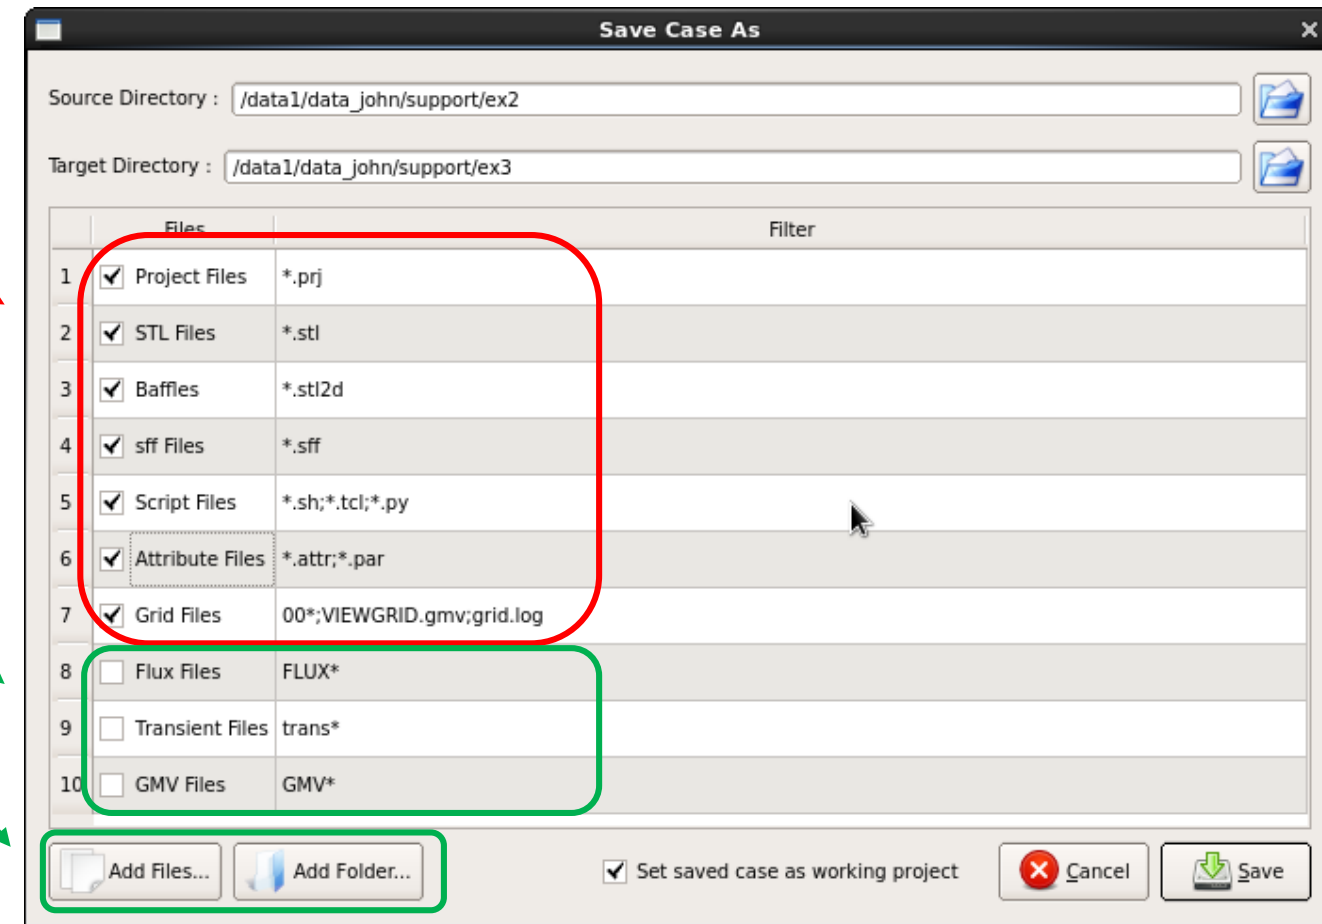 Save Case As
Source Directory : /data1/data_john/support/ex2
Target Directory : /data1/data_john/support/ex3
Files Filter
1 Project Files *.prj
2 STL Files *.stl
3 Baffles *.stl2d
4 sff Files *.sff
5 Script Files *.sh;*.tcl;*.py
6 Attribute Files *.attr;*.par
7 Grid Files 00*;VIEWGRID.gmv;grid.log
8 Flux Files FLUX*
9 Transient Files trans*
10 GMV Files GMV*
Add Files... Add Folder... Set saved case as working project Cancel Save